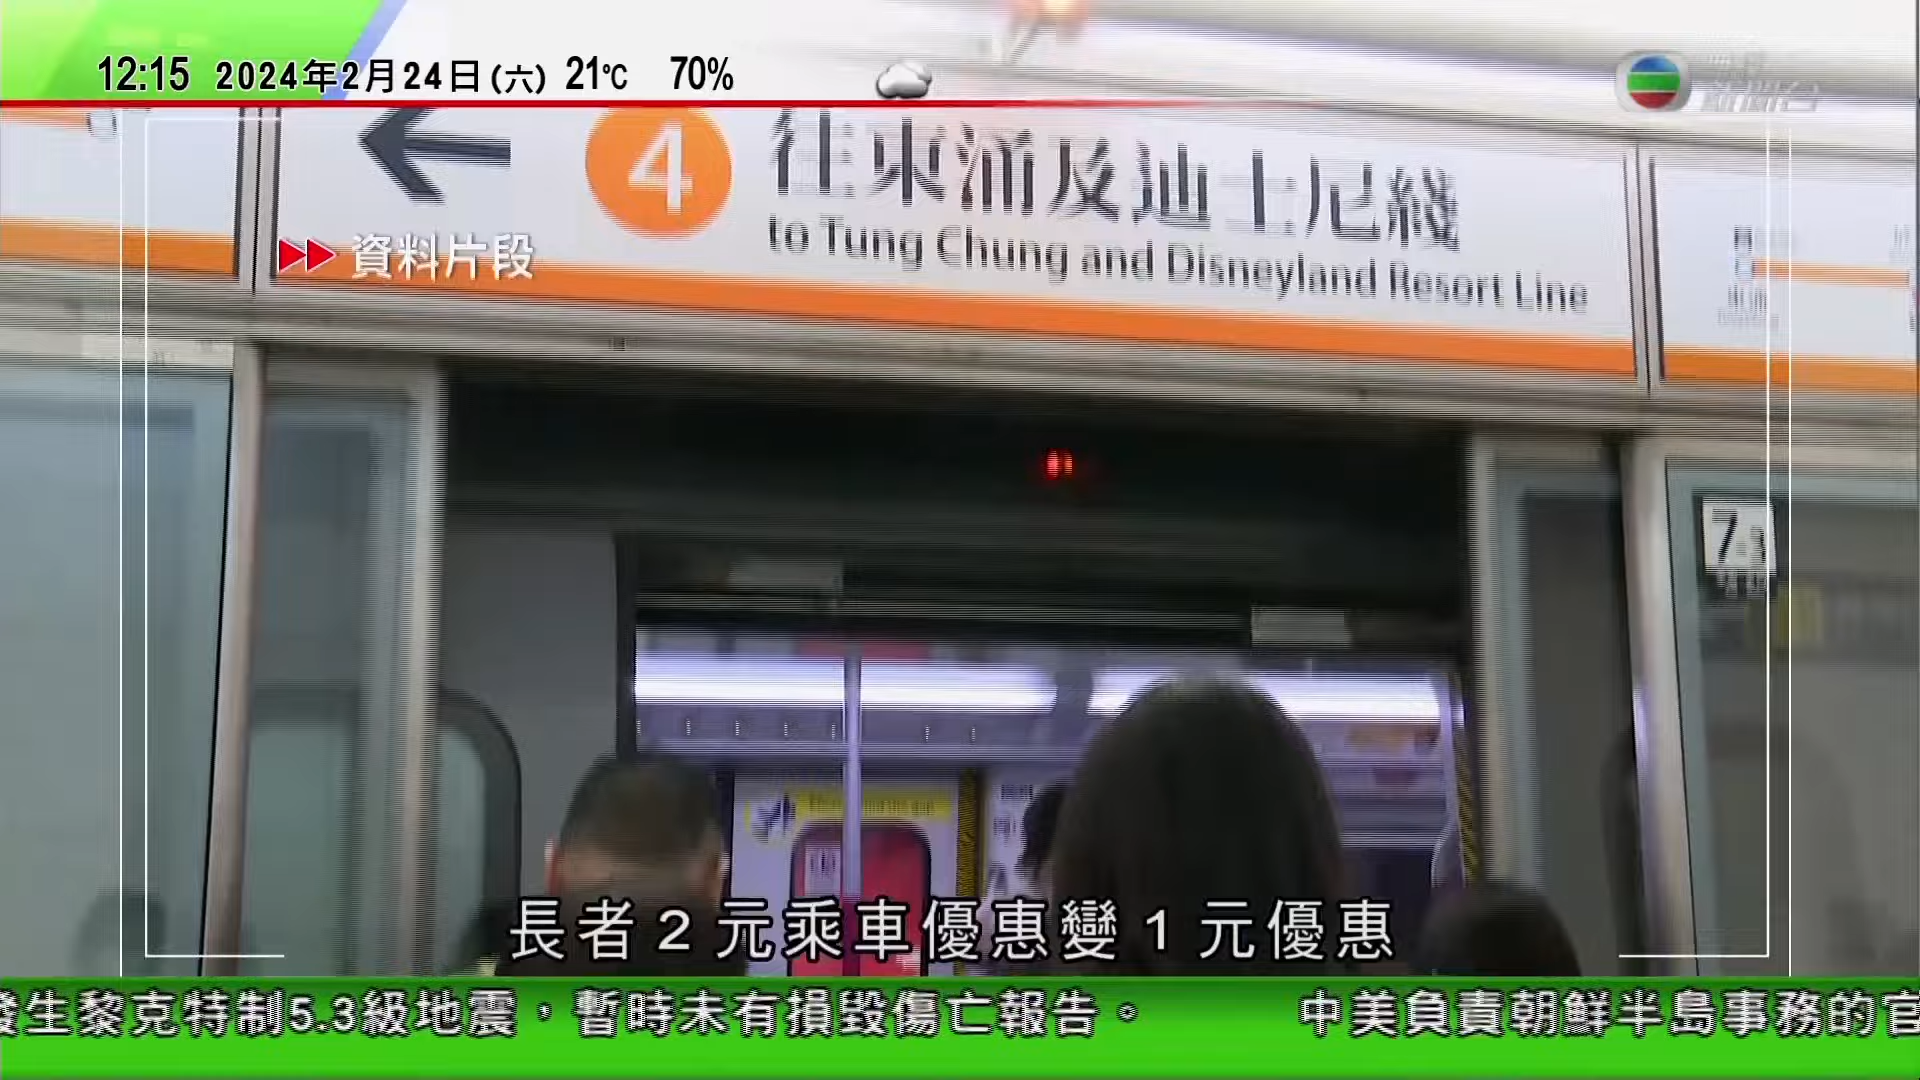 12:15 2024年2月24日(六) 21℃ 70%
4 往東涌及迪士尼綫
to Tung Chung and Disneyland Resort Line
資料片段
長者2元乘車優惠變1元優惠
發生黎克特制5.3級地震，暫時未有損毀傷亡報告。 中美負責朝鮮半島事務的官